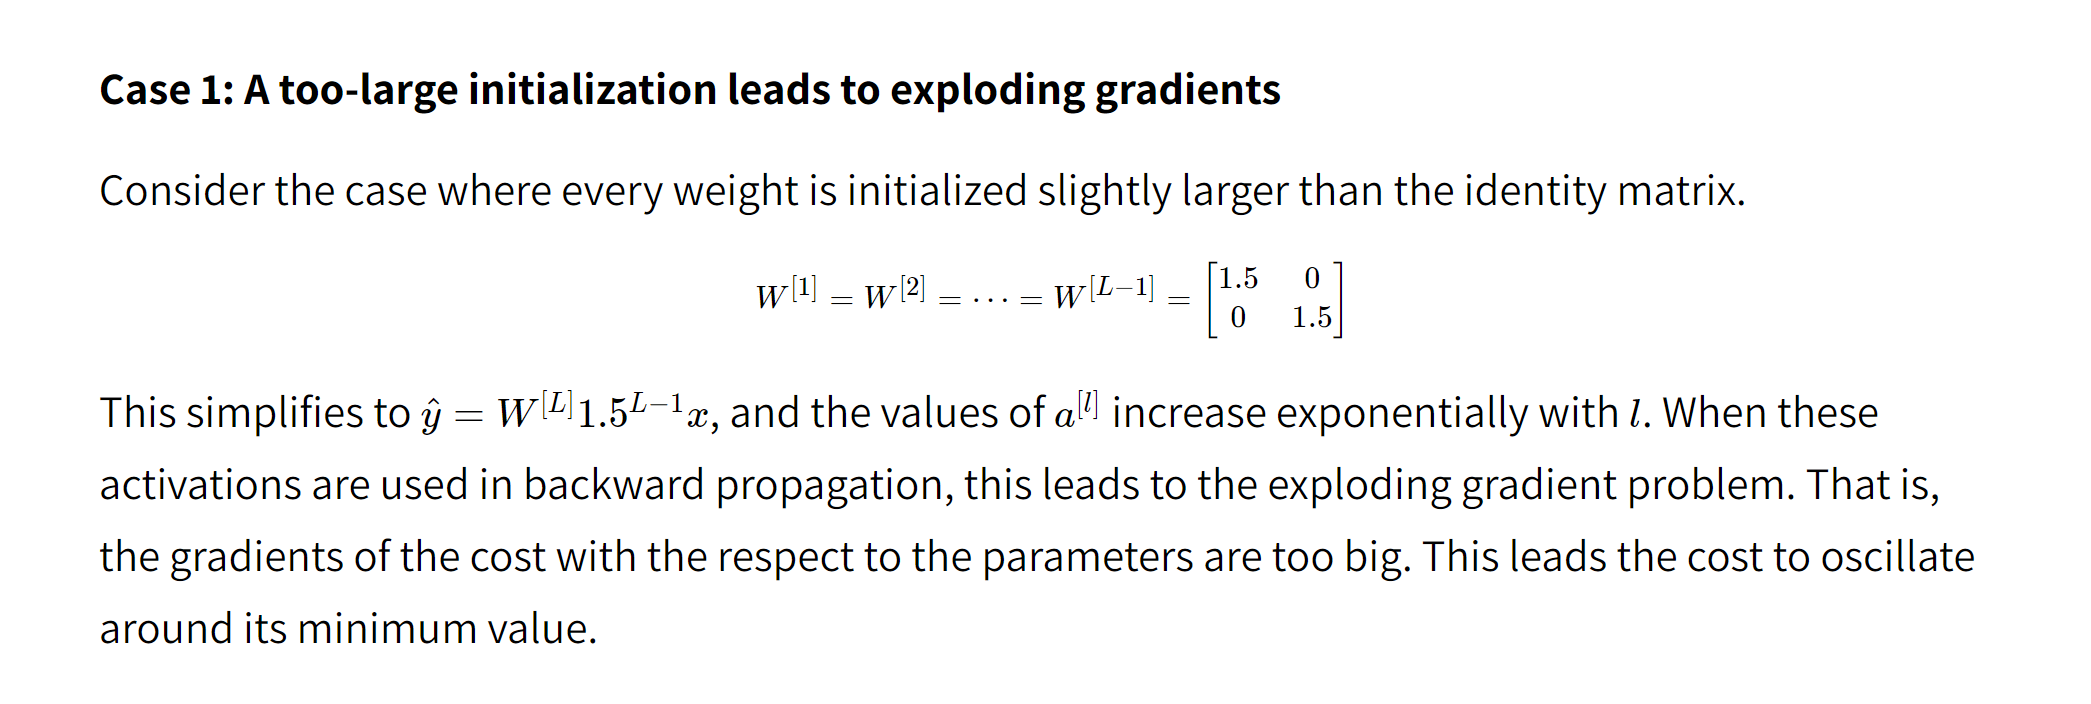 Case 1: A too-large initialization leads to exploding gradients
Consider the case where every weight is initialized slightly larger than the identity matrix.
$W^{[1]} = W^{[2]} = \cdots = W^{[L-1]} = \begin{bmatrix} 1.5 & 0 \\ 0 & 1.5 \end{bmatrix}$
This simplifies to $\hat{y} = W^{[L]}1.5^{L-1}x$, and the values of $a^{[l]}$ increase exponentially with $l$. When these
activations are used in backward propagation, this leads to the exploding gradient problem. That is,
the gradients of the cost with the respect to the parameters are too big. This leads the cost to oscillate
around its minimum value.